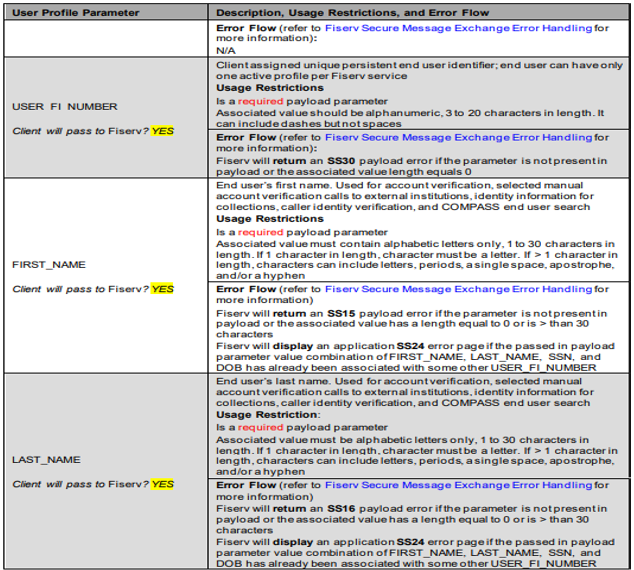 User Profile Parameter
Description, Usage Restrictions, and Error Flow
Error Flow (refer to Fiserv Secure Message Exchange Error Handling for
more information):
N/A
USER_FI_NUMBER
Client will pass to Fiserv? YES
Client assigned unique persistent end user identifier; end user can have only
one active profile per Fiserv service
Usage Restrictions
Is a required payload parameter
Associated value should be alphanumeric, 3 to 20 characters in length. It
can include dashes but not spaces
Error Flow (refer to Fiserv Secure Message Exchange Error Handling for
more information):
Fiserv will return an SS30 payload error if the parameter is not present in
payload or the associated value length equals 0
FIRST_NAME
Client will pass to Fiserv? YES
End user's first name. Used for account verification, selected manual
account verification calls to external institutions, identity information for
collections, caller identity verification, and COMPASS end user search
Usage Restrictions
Is a required payload parameter
Associated value must contain alphabetic letters only, 1 to 30 characters in
length. If 1 character in length, character must be a letter. If > 1 character in
length, characters can include letters, periods, a single space, apostrophe,
and/or a hyphen
Error Flow (refer to Fiserv Secure Message Exchange Error Handling for
more information)
Fiserv will return an SS15 payload error if the parameter is not present in
payload or the associated value has a length equal to 0 or is > than 30
characters
Fiserv will display an application SS24 error page if the passed in payload
parameter value combination of FIRST_NAME, LAST_NAME, SSN, and
DOB has already been associated with some other USER_FI_NUMBER
LAST_NAME
Client will pass to Fiserv? YES
End user's last name. Used for account verification, selected manual
account verification calls to external institutions, identity information for
collections, caller identity verification, and COMPASS end user search
Usage Restriction:
Is a required payload parameter
Associated value must be alphabetic letters only, 1 to 30 characters in
length. If 1 character in length, character must be a letter. If > 1 character in
length, characters can include letters, periods, a single space, apostrophe,
and/or a hyphen
Error Flow (refer to Fiserv Secure Message Exchange Error Handling for
more information)
Fiserv will return an SS16 payload error if the parameter is not present in
payload or the associated value has a length equal to 0 or is > than 30
characters
Fiserv will display an application SS24 error page if the passed in payload
parameter value combination of FIRST_NAME, LAST_NAME, SSN, and
DOB has already been associated with some other USER_FI_NUMBER